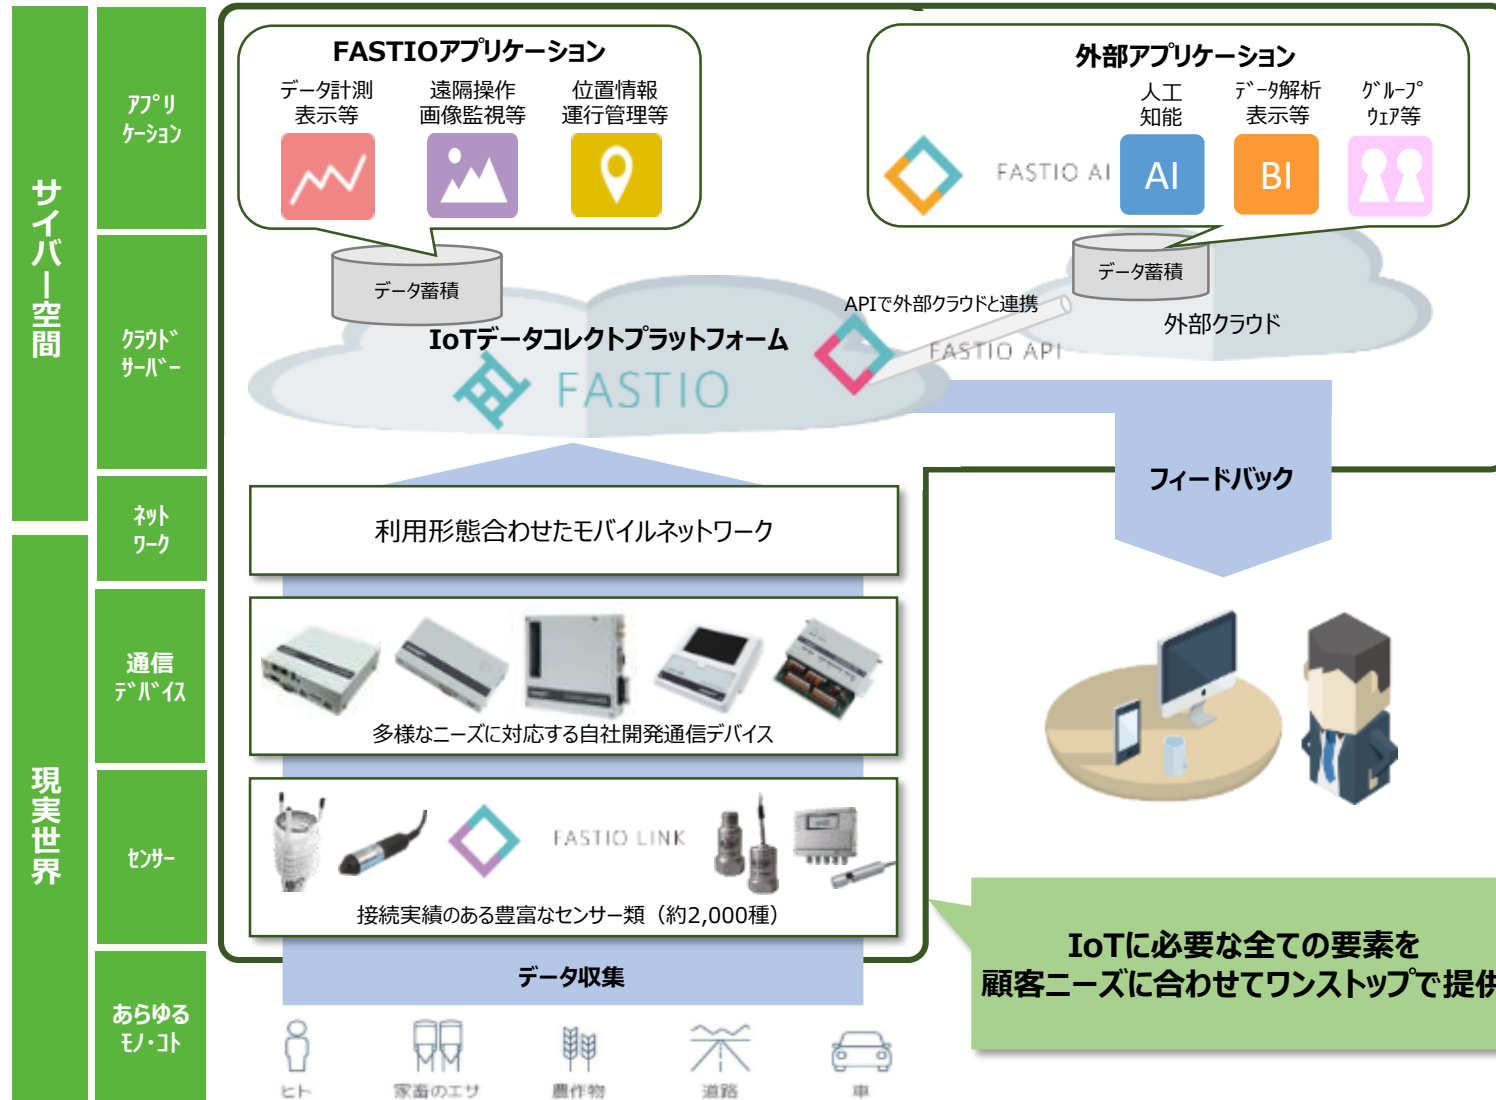 サイバー空間
現実世界
ｱﾌﾟﾘ
ｹｰｼｮﾝ
ｸﾗｳﾄﾞ
ｻｰﾊﾞｰ
ﾈｯﾄ
ﾜｰｸ
通信
ﾃﾞﾊﾞｲｽ
ｾﾝｻｰ
あらゆる
ﾓﾉ・ｺﾄ
FASTIOアプリケーション
データ計測
表示等
遠隔操作
画像監視等
位置情報
運行管理等
外部アプリケーション
人工
知能
ﾃﾞｰﾀ解析
表示等
ｸﾞﾙｰﾌﾟ
ｳｪｱ等
FASTIO AI
AI
BI
データ蓄積
データ蓄積
APIで外部クラウドと連携
外部クラウド
IoTデータコレクトプラットフォーム
FASTIO
FASTIO API
フィードバック
利用形態合わせたモバイルネットワーク
多様なニーズに対応する自社開発通信デバイス
FASTIO LINK
接続実績のある豊富なセンサー類（約2,000種）
データ収集
ヒト
家畜のエサ
農作物
道路
車
IoTに必要な全ての要素を
顧客ニーズに合わせてワンストップで提供